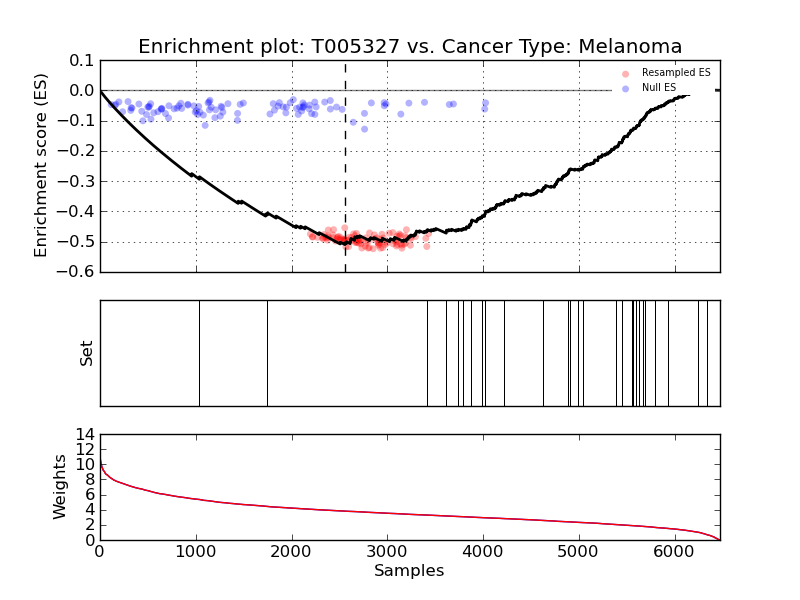 Enrichment plot: T005327 vs. Cancer Type: Melanoma
Enrichment score (ES)
0.1
0.0
−0.1
−0.2
−0.3
−0.4
−0.5
−0.6
Resampled ES
Null ES
Set
Weights
14
12
10
8
6
4
2
0
0 1000 2000 3000 4000 5000 6000
Samples